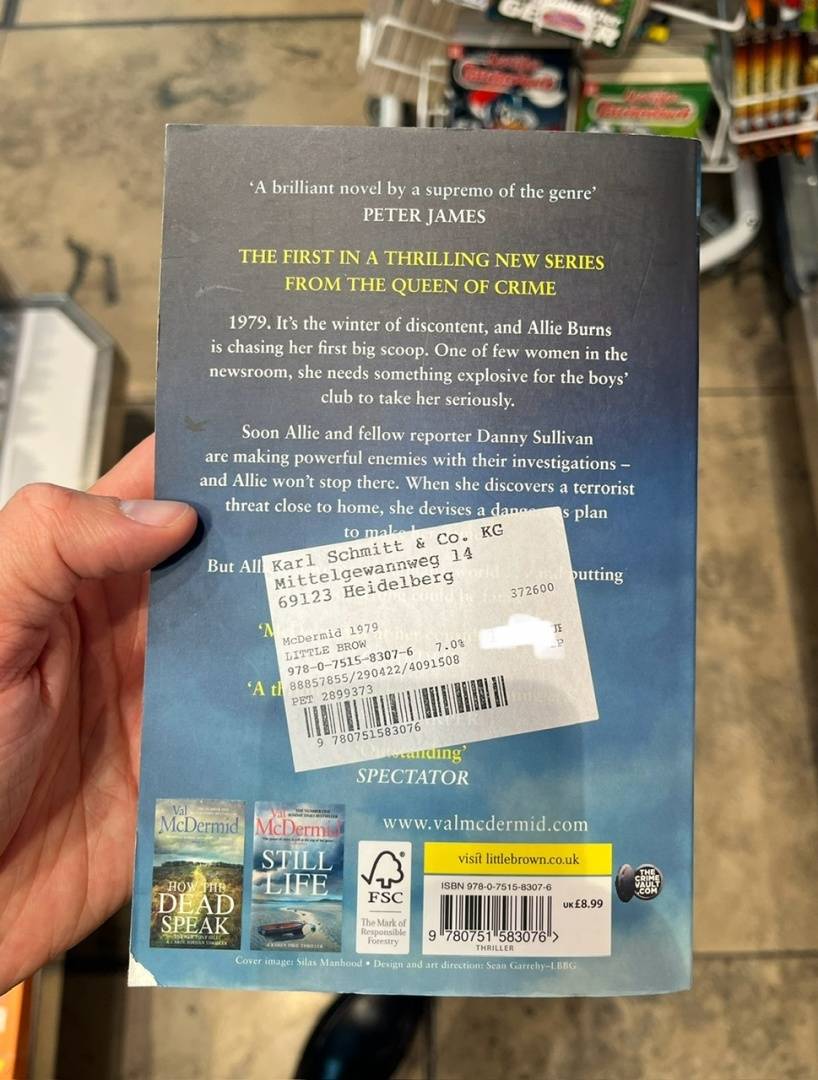 'A brilliant novel by a supremo of the genre'
PETER JAMES
THE FIRST IN A THRILLING NEW SERIES
FROM THE QUEEN OF CRIME
1979. It's the winter of discontent, and Allie Burns
is chasing her first big scoop. One of few women in the
newsroom, she needs something explosive for the boys'
club to take her seriously.
Soon Allie and fellow reporter Danny Sullivan
are making powerful enemies with their investigations –
and Allie won't stop there. When she discovers a terrorist
threat close to home, she devises a plan
to make
But putting
Karl Schmitt & Co. KG
Mittelgewannweg 14
69123 Heidelberg
372600
McDermid 1979
LITTLE BROW
978-0-7515-8307-6 7.0%
88857855/290422/4091508
PET 2899373
9 780751583076
'A
'Outstanding'
SPECTATOR
www.valmcdermid.com
Val
McDermid
HOW THE
DEAD
SPEAK
Val
McDermid
STILL
LIFE
FSC
The Mark of
Responsible
Forestry
visit littlebrown.co.uk
ISBN 978-0-7515-8307-6
UK £8.99
9 780751 583076 >
THRILLER
THE
CRIME
VAULT
.COM
Cover image: Silas Manhood • Design and art direction: Sean Garrehy–LBBG